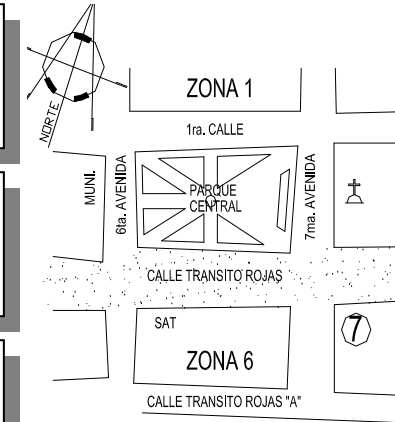 ZONA 1
NORTE
1ra. CALLE
MUNI.
6ta. AVENIDA
PARQUE
CENTRAL
7ma. AVENIDA
CALLE TRANSITO ROJAS
SAT
7
ZONA 6
CALLE TRANSITO ROJAS "A"